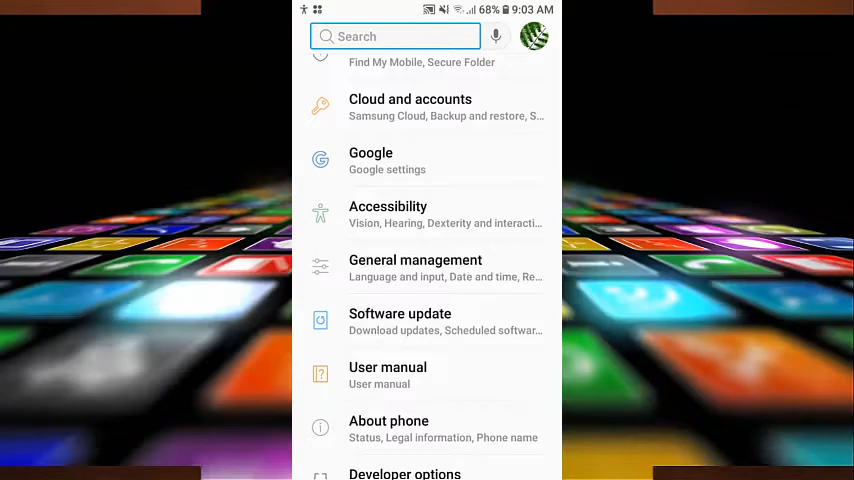 68% 9:03 AM
Search
Find My Mobile, Secure Folder
Cloud and accounts
Samsung Cloud, Backup and restore, S...
Google
Google settings
Accessibility
Vision, Hearing, Dexterity and interacti...
General management
Language and input, Date and time, Re...
Software update
Download updates, Scheduled softwar...
User manual
User manual
About phone
Status, Legal information, Phone name
Developer options